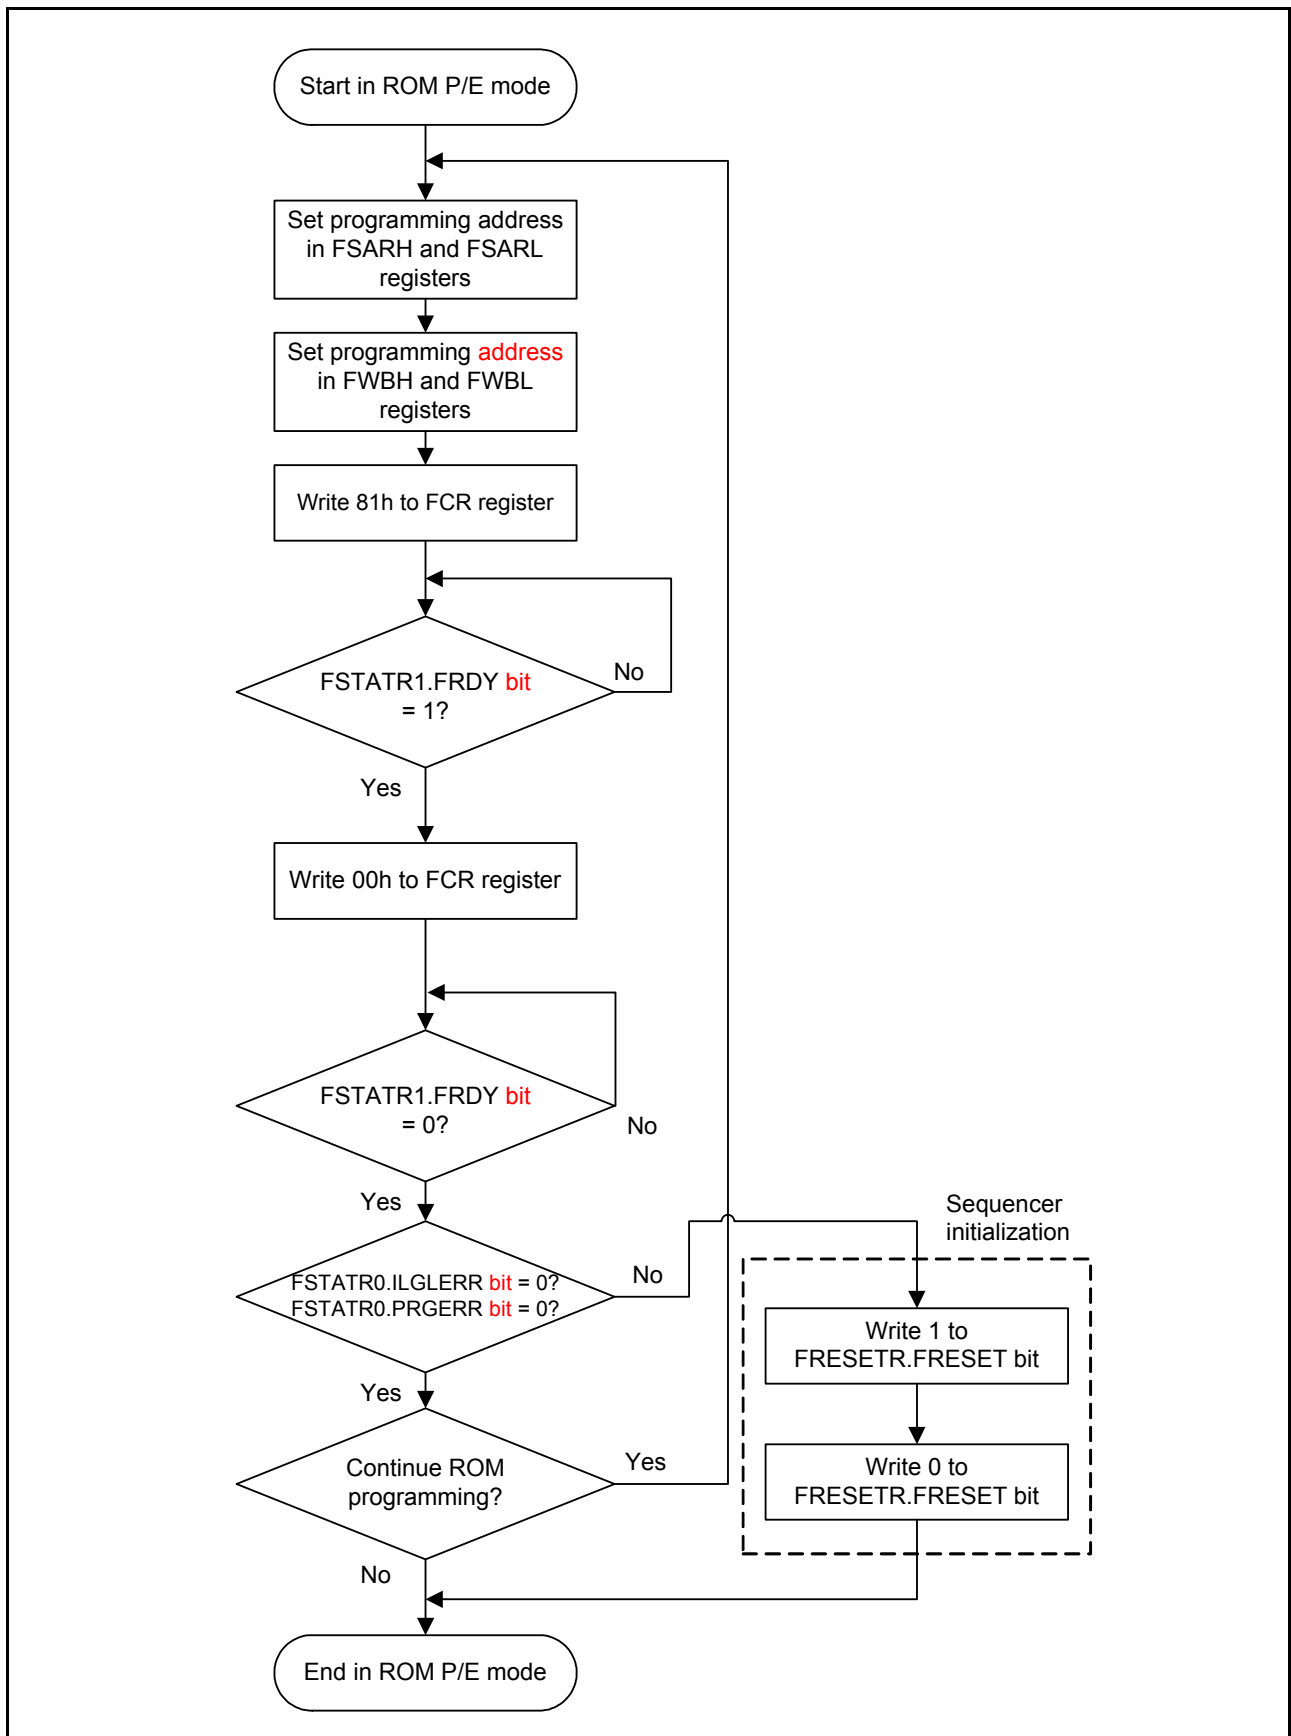 Start in ROM P/E mode
Set programming address
in FSARH and FSARL
registers
Set programming address
in FWBH and FWBL
registers
Write 81h to FCR register
FSTATR1.FRDY bit
= 1?
No
Yes
Write 00h to FCR register
FSTATR1.FRDY bit
= 0?
No
Yes
FSTATR0.ILGLERR bit = 0?
FSTATR0.PRGERR bit = 0?
No
Sequencer
initialization
Write 1 to
FRESETR.FRESET bit
Write 0 to
FRESETR.FRESET bit
Yes
Continue ROM
programming?
Yes
No
End in ROM P/E mode